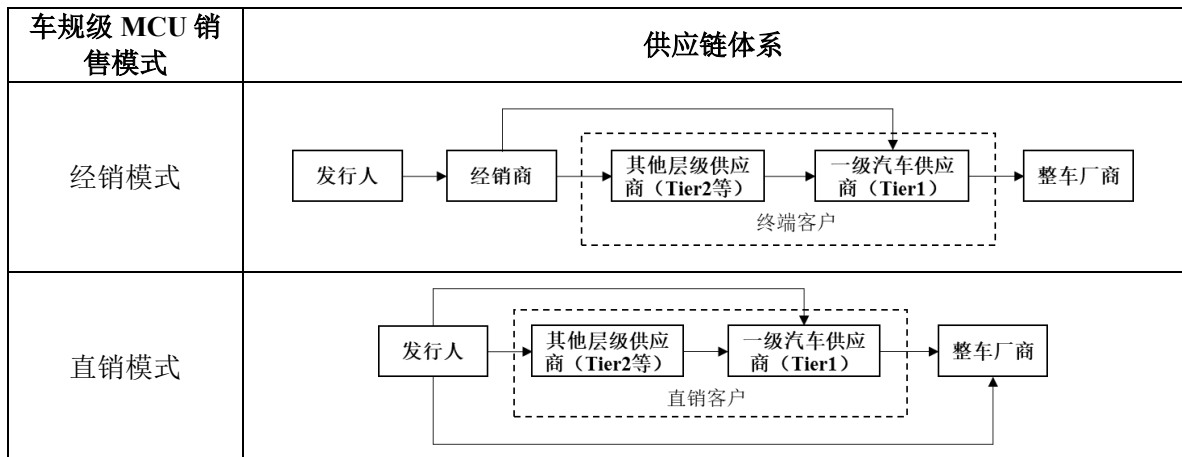 车规级 MCU 销
售模式
供应链体系
经销模式
发行人
经销商
其他层级供应
商（Tier2等）
一级汽车供应
商（Tier1）
整车厂商
终端客户
直销模式
发行人
其他层级供应
商（Tier2等）
一级汽车供应
商（Tier1）
整车厂商
直销客户